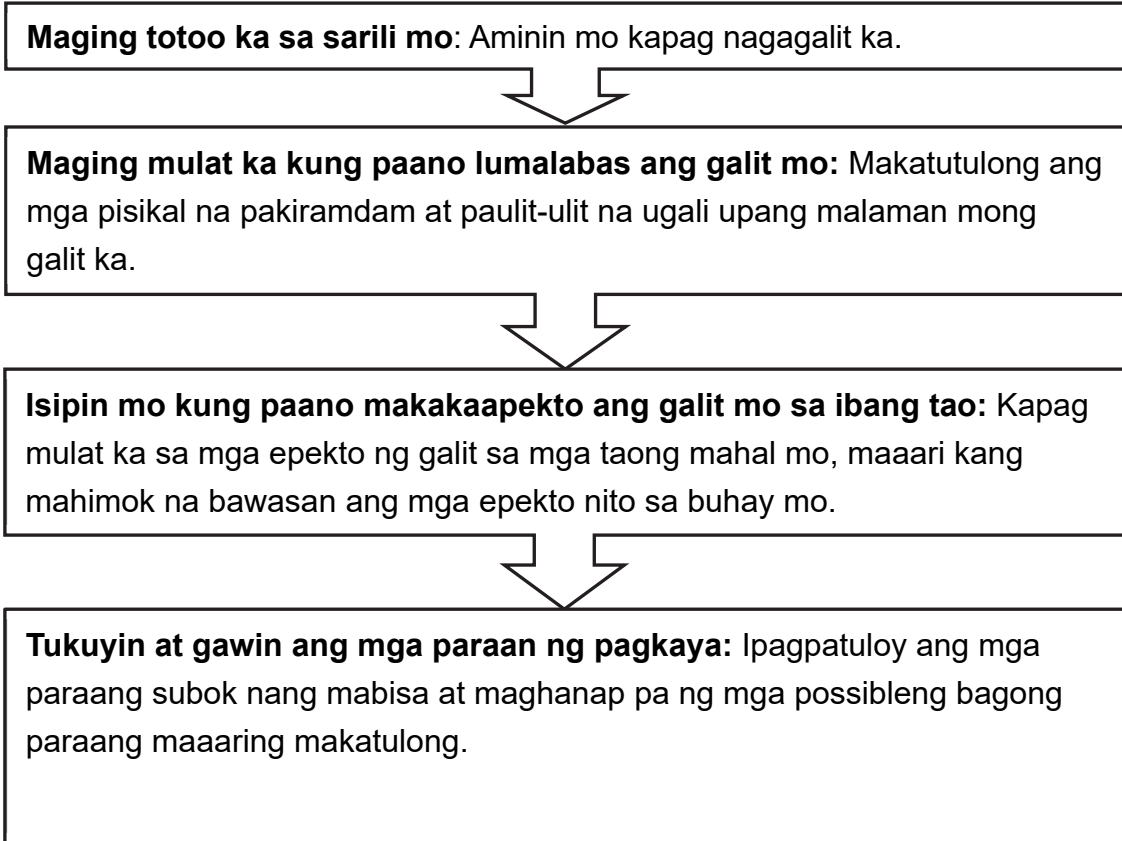 Maging totoo ka sa sarili mo: Aminin mo kapag nagagalit ka.
Maging mulat ka kung paano lumalabas ang galit mo: Makatutulong ang
mga pisikal na pakiramdam at paulit-ulit na ugali upang malaman mong
galit ka.
Isipin mo kung paano makakaapekto ang galit mo sa ibang tao: Kapag
mulat ka sa mga epekto ng galit sa mga taong mahal mo, maaari kang
mahimok na bawasan ang mga epekto nito sa buhay mo.
Tukuyin at gawin ang mga paraan ng pagkaya: Ipagpatuloy ang mga
paraang subok nang mabisa at maghanap pa ng mga possibleng bagong
paraang maaaring makatulong.